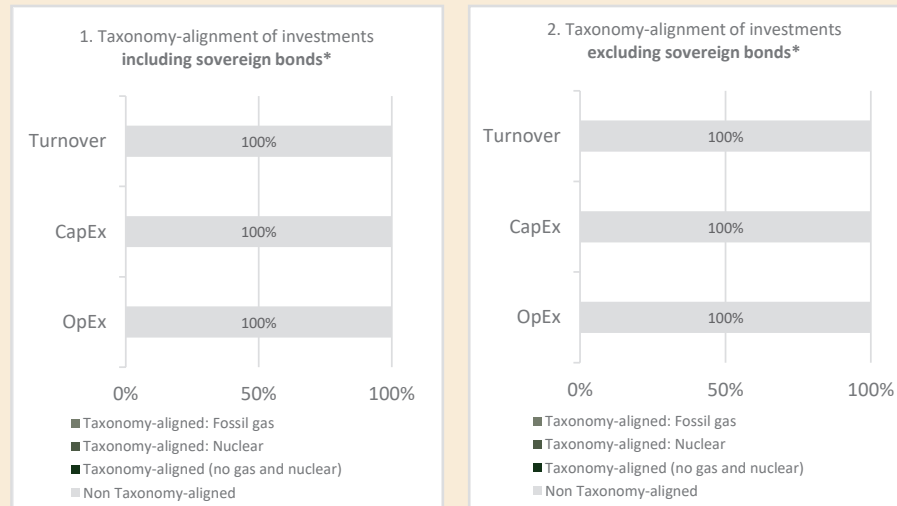 1. Taxonomy-alignment of investments
including sovereign bonds*
Turnover
100%
CapEx
100%
OpEx
100%
0% 50% 100%
Taxonomy-aligned: Fossil gas
Taxonomy-aligned: Nuclear
Taxonomy-aligned (no gas and nuclear)
Non Taxonomy-aligned
2. Taxonomy-alignment of investments
excluding sovereign bonds*
Turnover
100%
CapEx
100%
OpEx
100%
0% 50% 100%
Taxonomy-aligned: Fossil gas
Taxonomy-aligned: Nuclear
Taxonomy-aligned (no gas and nuclear)
Non Taxonomy-aligned